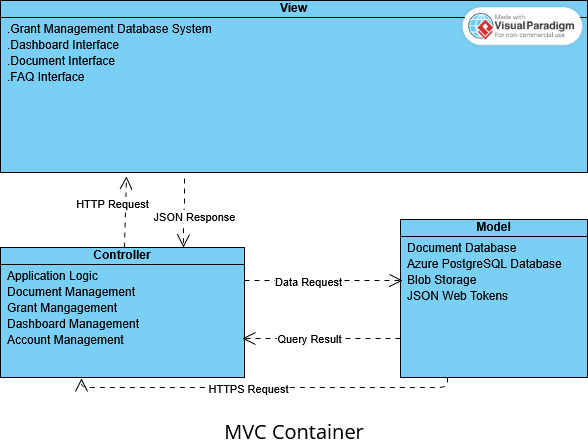 View
Made with
Visual Paradigm
For non-commercial use
.Grant Management Database System
.Dashboard Interface
.Document Interface
.FAQ Interface
HTTP Request
JSON Response
Controller
Application Logic
Document Management
Grant Mangagement
Dashboard Management
Account Management
Model
Document Database
Azure PostgreSQL Database
Blob Storage
JSON Web Tokens
Data Request
Query Result
HTTPS Request
MVC Container